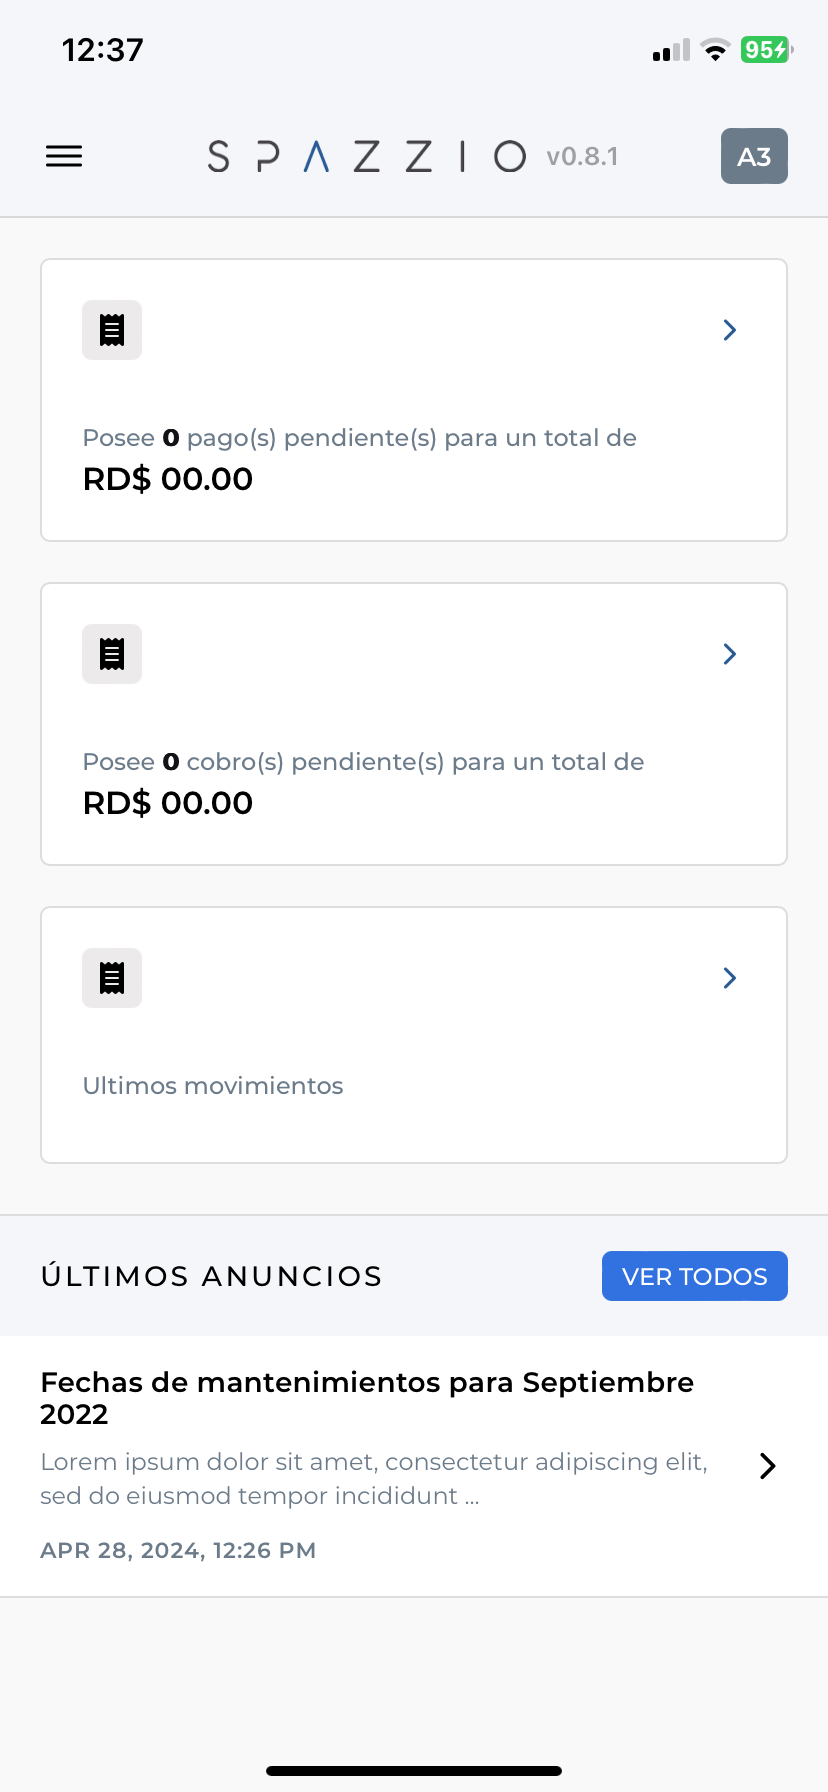 12:37
95
SPAZZIO v0.8.1
A3
Posee 0 pago(s) pendiente(s) para un total de
RD$ 00.00
Posee 0 cobro(s) pendiente(s) para un total de
RD$ 00.00
Ultimos movimientos
ÚLTIMOS ANUNCIOS
VER TODOS
Fechas de mantenimientos para Septiembre
2022
Lorem ipsum dolor sit amet, consectetur adipiscing elit,
sed do eiusmod tempor incididunt ...
APR 28, 2024, 12:26 PM